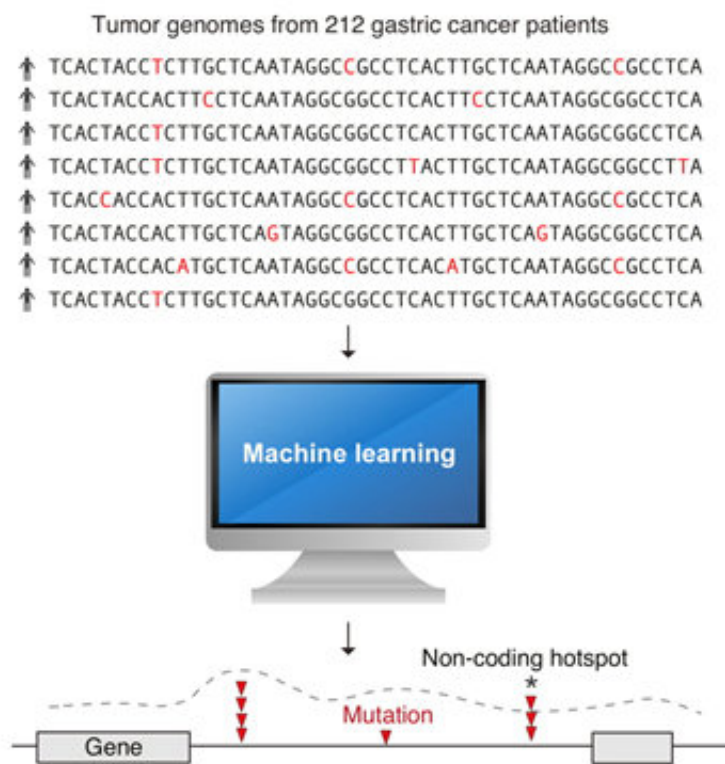 Tumor genomes from 212 gastric cancer patients
TCACTACCTCTTGCTCAATAGGCCGCCTCACTTGCTCAATAGGCCGCCTCA
TCACTACCACTTCCTCAATAGGCGGCCTCACTTCCTCAATAGGCGGCCTCA
TCACTACCTCTTGCTCAATAGGCGGCCTCACTTGCTCAATAGGCGGCCTCA
TCACTACCTCTTGCTCAATAGGCGGCCTTACTTGCTCAATAGGCGGCCTTA
TCACCACCACTTGCTCAATAGGCCGCCTCACTTGCTCAATAGGCCGCCTCA
TCACTACCACTTGCTCAGTAGGCGGCCTCACTTGCTCAGTAGGCGGCCTCA
TCACTACCACATGCTCAATAGGCCGCCTCACATGCTCAATAGGCCGCCTCA
TCACTACCTCTTGCTCAATAGGCGGCCTCACTTGCTCAATAGGCGGCCTCA
Machine learning
Non-coding hotspot
*
Mutation
Gene